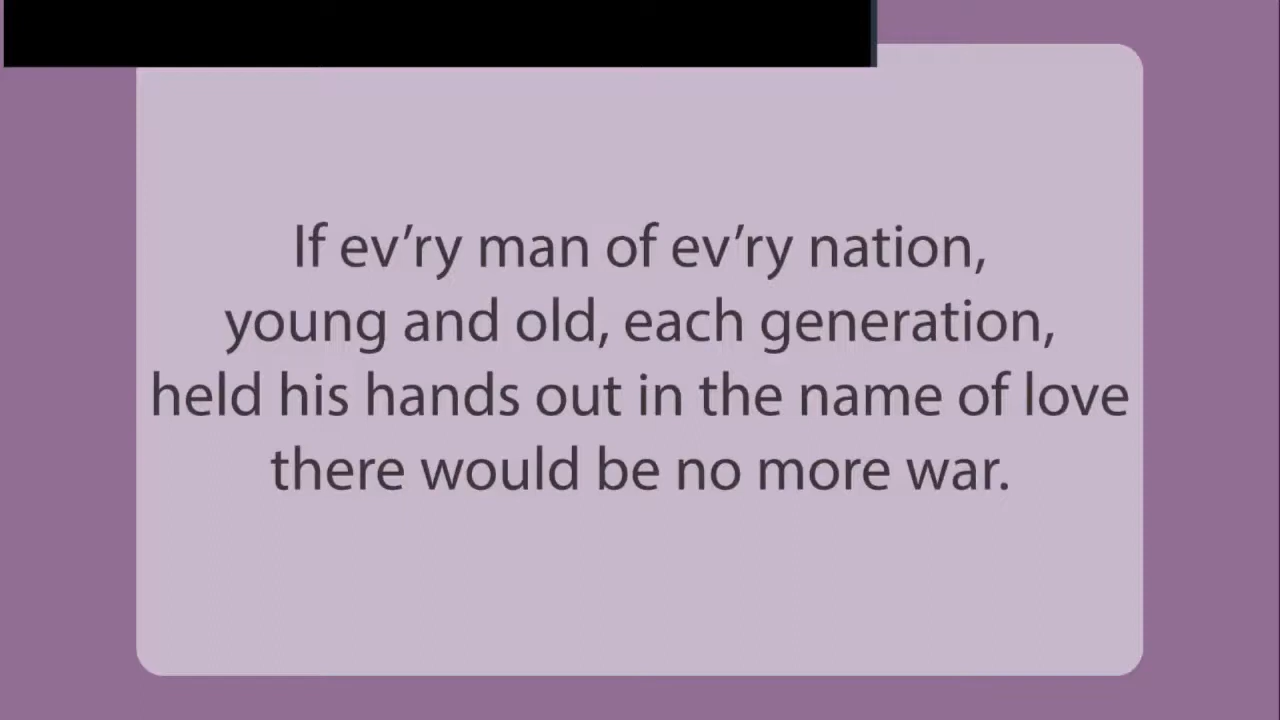 If ev’ry man of ev’ry nation,
young and old, each generation,
held his hands out in the name of love
there would be no more war.